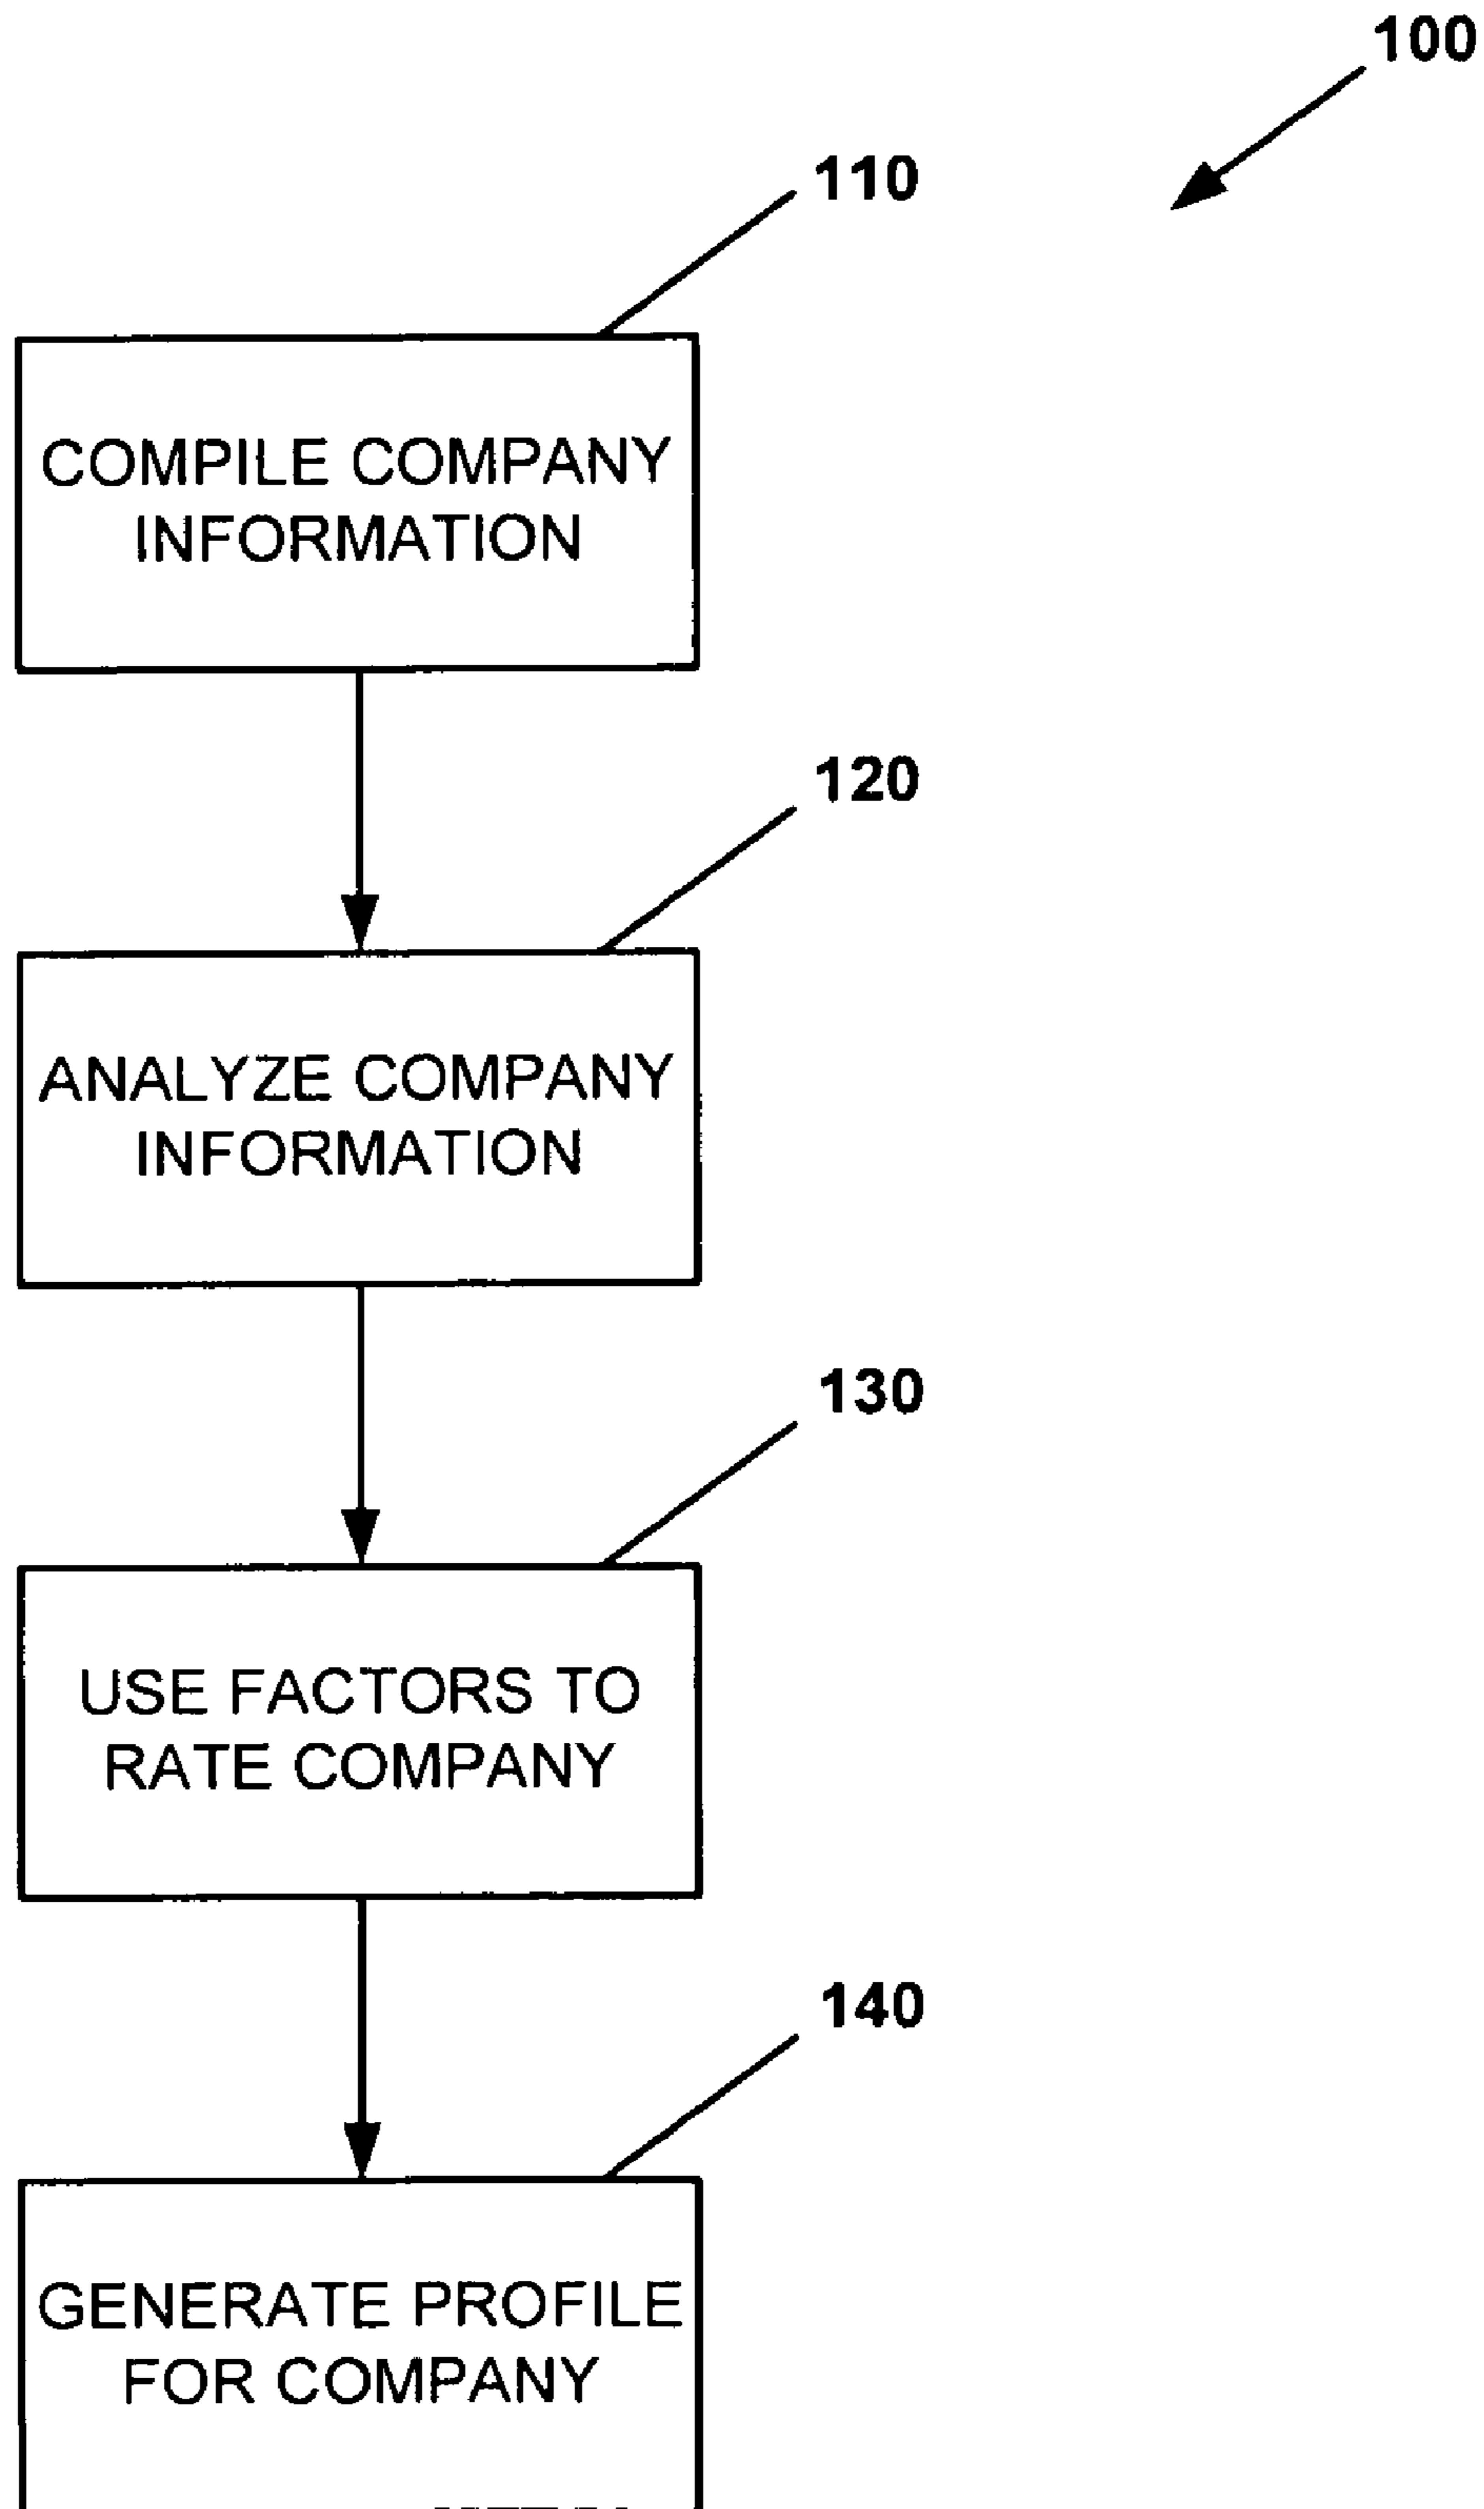 100
110
COMPILE COMPANY
INFORMATION
120
ANALYZE COMPANY
INFORMATION
130
USE FACTORS TO
RATE COMPANY
140
GENERATE PROFILE
FOR COMPANY